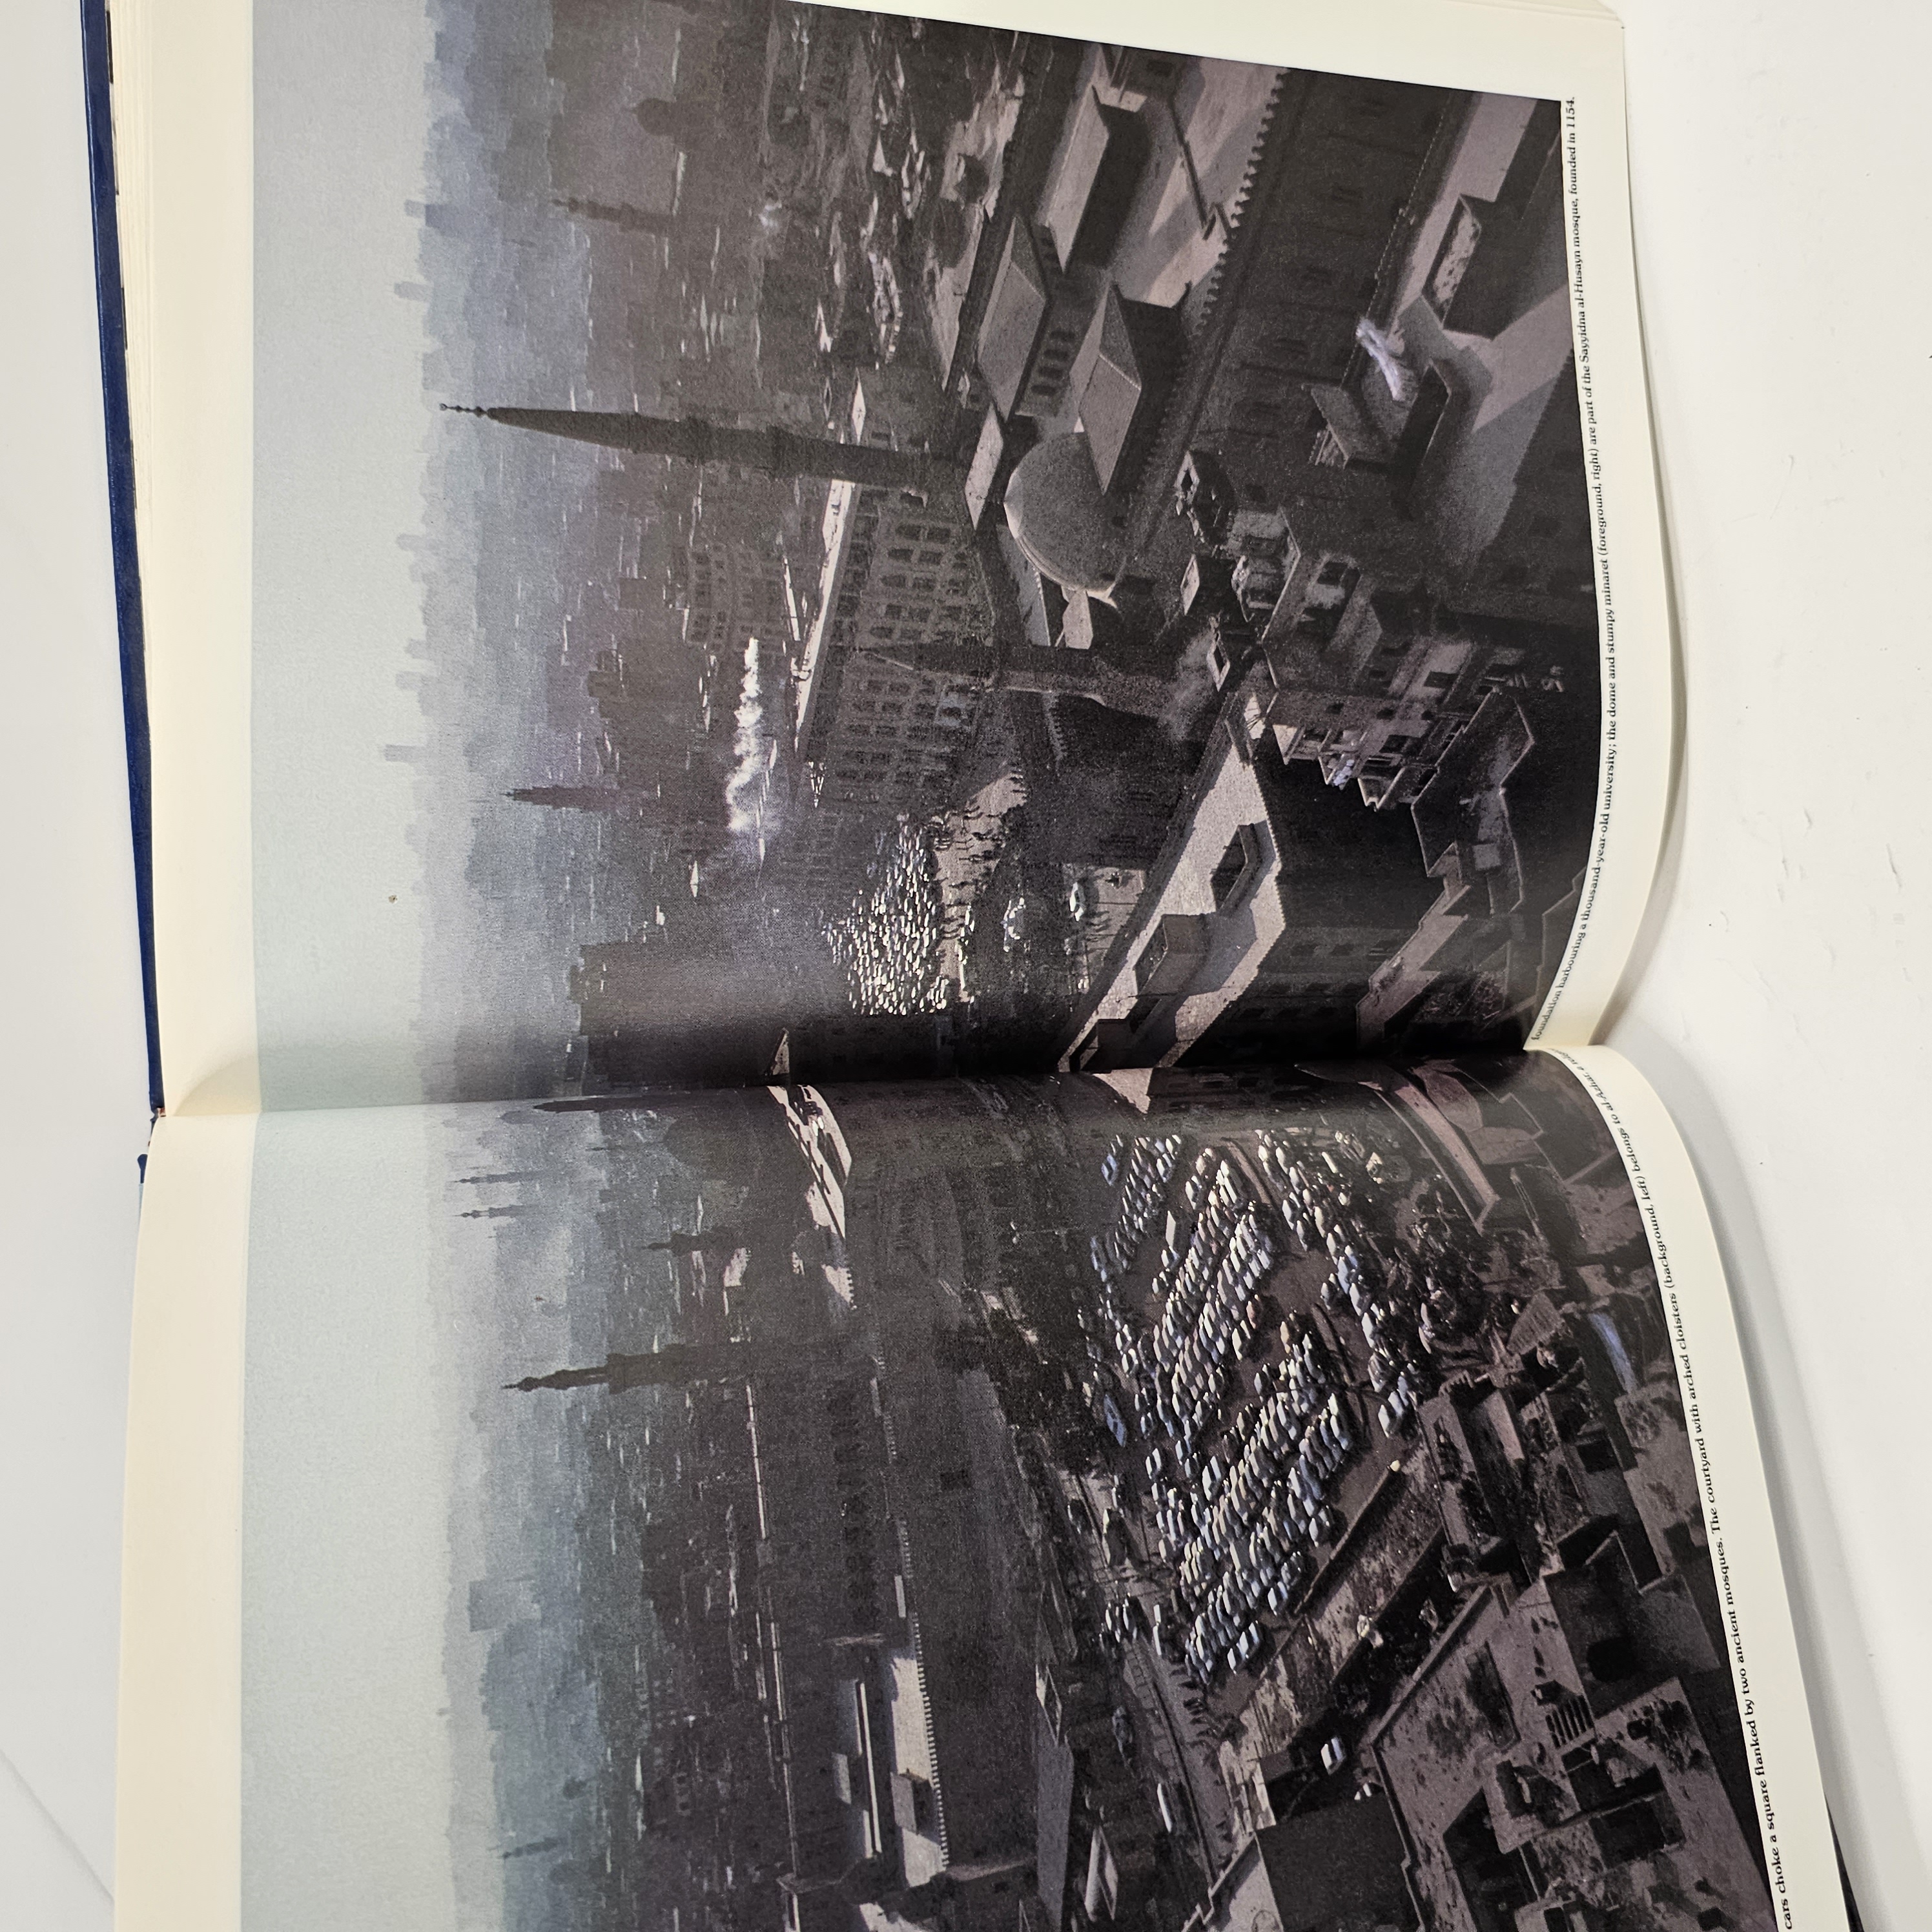 cars choke a square flanked by two ancient mosques. The courtyard with arched cloisters (background, left) belongs to al-Azhar, a
foundation harbouring a thousand-year-old university; the dome and stumpy minaret (foreground, right) are part of the Sayyidna al-Husayn mosque, founded in 1154.